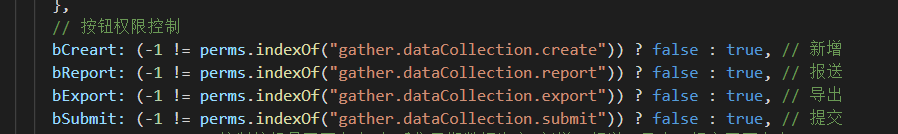 },
// 按钮权限控制
bCreart: (-1 != perms.indexOf("gather.dataCollection.create")) ? false : true, // 新增
bReport: (-1 != perms.indexOf("gather.dataCollection.report")) ? false : true, // 报送
bExport: (-1 != perms.indexOf("gather.dataCollection.export")) ? false : true, // 导出
bSubmit: (-1 != perms.indexOf("gather.dataCollection.submit")) ? false : true, // 提交